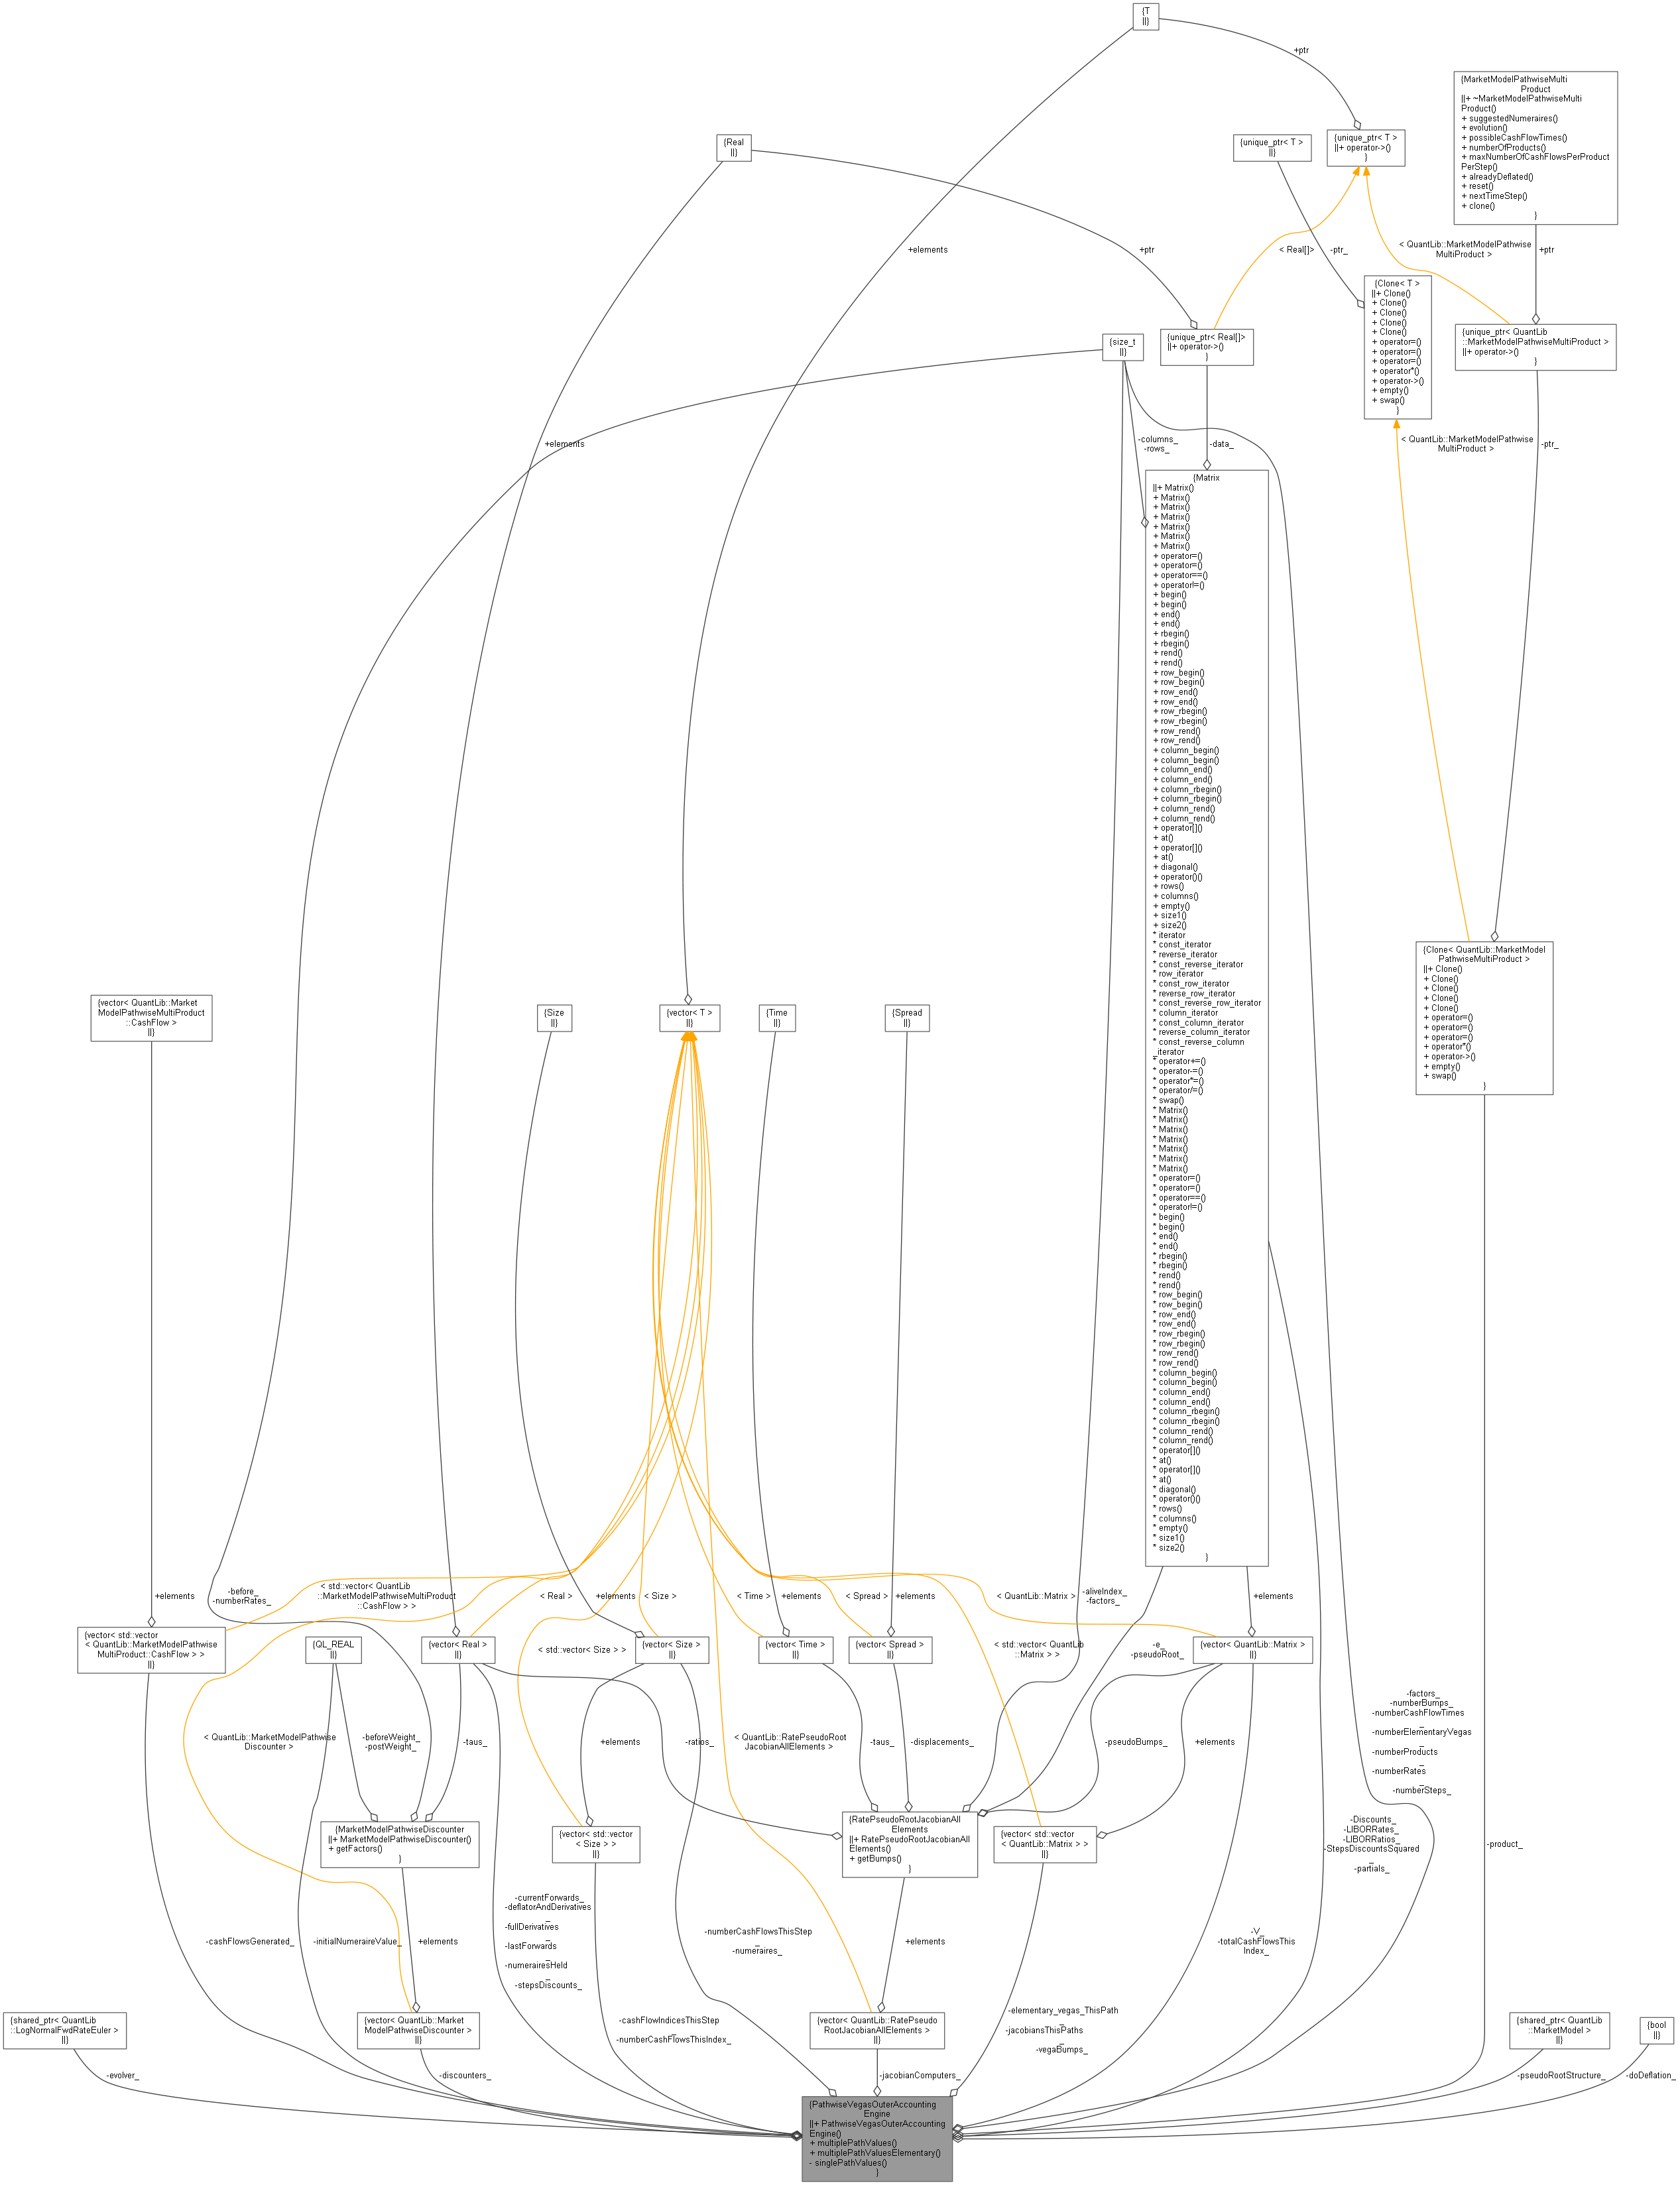 {T
||}
+ptr
{MarketModelPathwiseMulti
Product
||+ ~MarketModelPathwiseMulti
Product()
+ suggestedNumeraires()
+ evolution()
+ possibleCashFlowTimes()
+ numberOfProducts()
+ maxNumberOfCashFlowsPerProduct
PerStep()
+ alreadyDeflated()
+ reset()
+ nextTimeStep()
+ clone()
}
{Real
||}
{unique_ptr< T >
||}
{unique_ptr< T >
||+ operator->()
}
+elements
+ptr
< Real[]>
-ptr_
< QuantLib::MarketModelPathwise
MultiProduct >
+ptr
{Clone< T >
||+ Clone()
+ Clone()
+ Clone()
+ Clone()
+ Clone()
+ operator=()
+ operator=()
+ operator=()
+ operator*()
+ operator->()
+ empty()
+ swap()
}
{size_t
||}
{unique_ptr< Real[]>
||+ operator->()
}
{unique_ptr< QuantLib
::MarketModelPathwiseMultiProduct >
||+ operator->()
}
+elements
-columns_
-rows_
-data_
< QuantLib::MarketModelPathwise
MultiProduct >
-ptr_
{Matrix
||+ Matrix()
+ Matrix()
+ Matrix()
+ Matrix()
+ Matrix()
+ Matrix()
+ Matrix()
+ operator=()
+ operator=()
+ operator==()
+ operator!=()
+ begin()
+ begin()
+ end()
+ end()
+ rbegin()
+ rbegin()
+ rend()
+ rend()
+ row_begin()
+ row_begin()
+ row_end()
+ row_end()
+ row_rbegin()
+ row_rbegin()
+ row_rend()
+ row_rend()
+ column_begin()
+ column_begin()
+ column_end()
+ column_end()
+ column_rbegin()
+ column_rbegin()
+ column_rend()
+ column_rend()
+ operator[]()
+ at()
+ operator[]()
+ at()
+ diagonal()
+ operator()()
+ rows()
+ columns()
+ empty()
+ size1()
+ size2()
* iterator
* const_iterator
* reverse_iterator
* const_reverse_iterator
* row_iterator
* const_row_iterator
* reverse_row_iterator
* const_reverse_row_iterator
* column_iterator
* const_column_iterator
* reverse_column_iterator
* const_reverse_column
_iterator
* operator+=()
* operator-=()
* operator*=()
* operator/=()
* swap()
* Matrix()
* Matrix()
* Matrix()
* Matrix()
* Matrix()
* Matrix()
* Matrix()
* operator=()
* operator=()
* operator==()
* operator!=()
* begin()
* begin()
* end()
* end()
* rbegin()
* rbegin()
* rend()
* rend()
* row_begin()
* row_begin()
* row_end()
* row_end()
* row_rbegin()
* row_rbegin()
* row_rend()
* row_rend()
* column_begin()
* column_begin()
* column_end()
* column_end()
* column_rbegin()
* column_rbegin()
* column_rend()
* column_rend()
* operator[]()
* at()
* operator[]()
* at()
* diagonal()
* operator()()
* rows()
* columns()
* empty()
* size1()
* size2()
}
{Clone< QuantLib::MarketModel
PathwiseMultiProduct >
||+ Clone()
+ Clone()
+ Clone()
+ Clone()
+ Clone()
+ operator=()
+ operator=()
+ operator=()
+ operator*()
+ operator->()
+ empty()
+ swap()
}
{vector< QuantLib::Market
ModelPathwiseMultiProduct
::CashFlow >
||}
{Size
||}
{vector< T >
||}
{Time
||}
{Spread
||}
+elements
-before_
-numberRates_
< std::vector< QuantLib
::MarketModelPathwiseMultiProduct
::CashFlow > >
< Real >
+elements
< Size >
< Time >
+elements
< Spread >
+elements
< QuantLib::Matrix >
-aliveIndex_
-factors_
+elements
{vector< std::vector
< QuantLib::MarketModelPathwise
MultiProduct::CashFlow > >
||}
{QL_REAL
||}
{vector< Real >
||}
< std::vector< Size > >
{vector< Size >
||}
{vector< Time >
||}
{vector< Spread >
||}
< std::vector< QuantLib
::Matrix > >
-e_
-pseudoRoot_
{vector< QuantLib::Matrix >
||}
< QuantLib::MarketModelPathwise
Discounter >
-beforeWeight_
-postWeight_
-taus_
+elements
-ratios_
< QuantLib::RatePseudoRoot
JacobianAllElements >
-taus_
-displacements_
-pseudoBumps_
+elements
-factors_
-numberBumps_
-numberCashFlowTimes
_
-numberElementaryVegas
_
-numberProducts
_
-numberRates
_
-numberSteps_
{MarketModelPathwiseDiscounter
||+ MarketModelPathwiseDiscounter()
+ getFactors()
}
{vector< std::vector
< Size > >
||}
{RatePseudoRootJacobianAll
Elements
||+ RatePseudoRootJacobianAll
Elements()
+ getBumps()
}
{vector< std::vector
< QuantLib::Matrix > >
||}
-Discounts_
-LIBORRates_
-LIBORRatios_
-StepsDiscountsSquared
_
-partials_
-product_
-cashFlowsGenerated_
-initialNumeraireValue_
+elements
-currentForwards_
-deflatorAndDerivatives
_
-fullDerivatives
_
-lastForwards
_
-numerairesHeld
_
-stepsDiscounts_
-numberCashFlowsThisStep
_
-numeraires_
+elements
-V_
-totalCashFlowsThis
Index_
{shared_ptr< QuantLib
::LogNormalFwdRateEuler >
||}
{vector< QuantLib::Market
ModelPathwiseDiscounter >
||}
-cashFlowIndicesThisStep
_
-numberCashFlowsThisIndex_
{vector< QuantLib::RatePseudo
RootJacobianAllElements >
||}
-elementary_vegas_ThisPath
_
-jacobiansThisPaths
_
-vegaBumps_
{shared_ptr< QuantLib
::MarketModel >
||}
{bool
||}
-evolver_
-discounters_
-jacobianComputers_
-pseudoRootStructure_
-doDeflation_
{PathwiseVegasOuterAccounting
Engine
||+ PathwiseVegasOuterAccounting
Engine()
+ multiplePathValues()
+ multiplePathValuesElementary()
- singlePathValues()
}